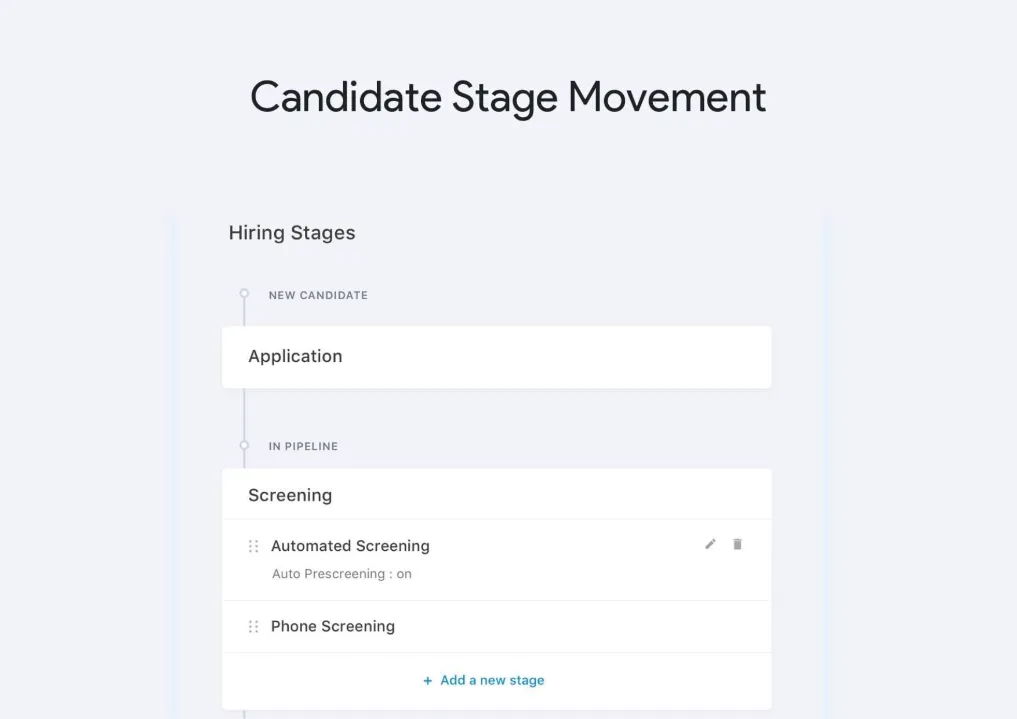 Candidate Stage Movement
Hiring Stages
NEW CANDIDATE
Application
IN PIPELINE
Screening
Automated Screening
Auto Prescreening : on
Phone Screening
+ Add a new stage